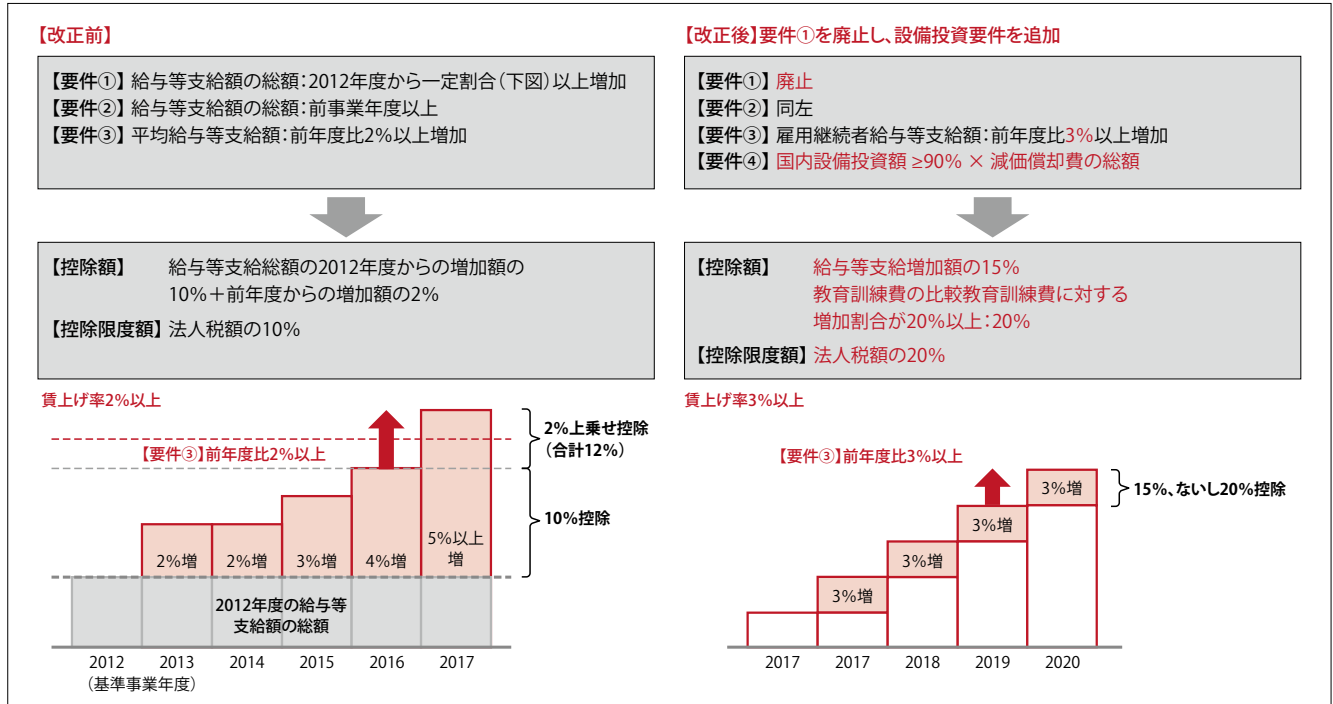 【改正前】
【要件①】 給与等支給額の総額：2012年度から一定割合（下図）以上増加
【要件②】 給与等支給額の総額：前事業年度以上
【要件③】 平均給与等支給額：前年度比2%以上増加
【控除額】 給与等支給総額の2012年度からの増加額の
10%＋前年度からの増加額の2%
【控除限度額】 法人税額の10%
賃上げ率2%以上
【要件③】前年度比2%以上
2%上乗せ控除
（合計12%）
10%控除
2%増
2%増
3%増
4%増
5%以上
増
2012年度の給与等
支給額の総額
2012
2013
2014
2015
2016
2017
（基準事業年度）
【改正後】要件①を廃止し、設備投資要件を追加
【要件①】 廃止
【要件②】 同左
【要件③】 雇用継続者給与等支給額：前年度比3%以上増加
【要件④】 国内設備投資額 ≥90% × 減価償却費の総額
【控除額】 給与等支給増加額の15%
教育訓練費の比較教育訓練費に対する
増加割合が20%以上：20%
【控除限度額】 法人税額の20%
賃上げ率3%以上
【要件③】前年度比3%以上
3%増
15%、ないし20%控除
3%増
3%増
3%増
2017
2017
2018
2019
2020